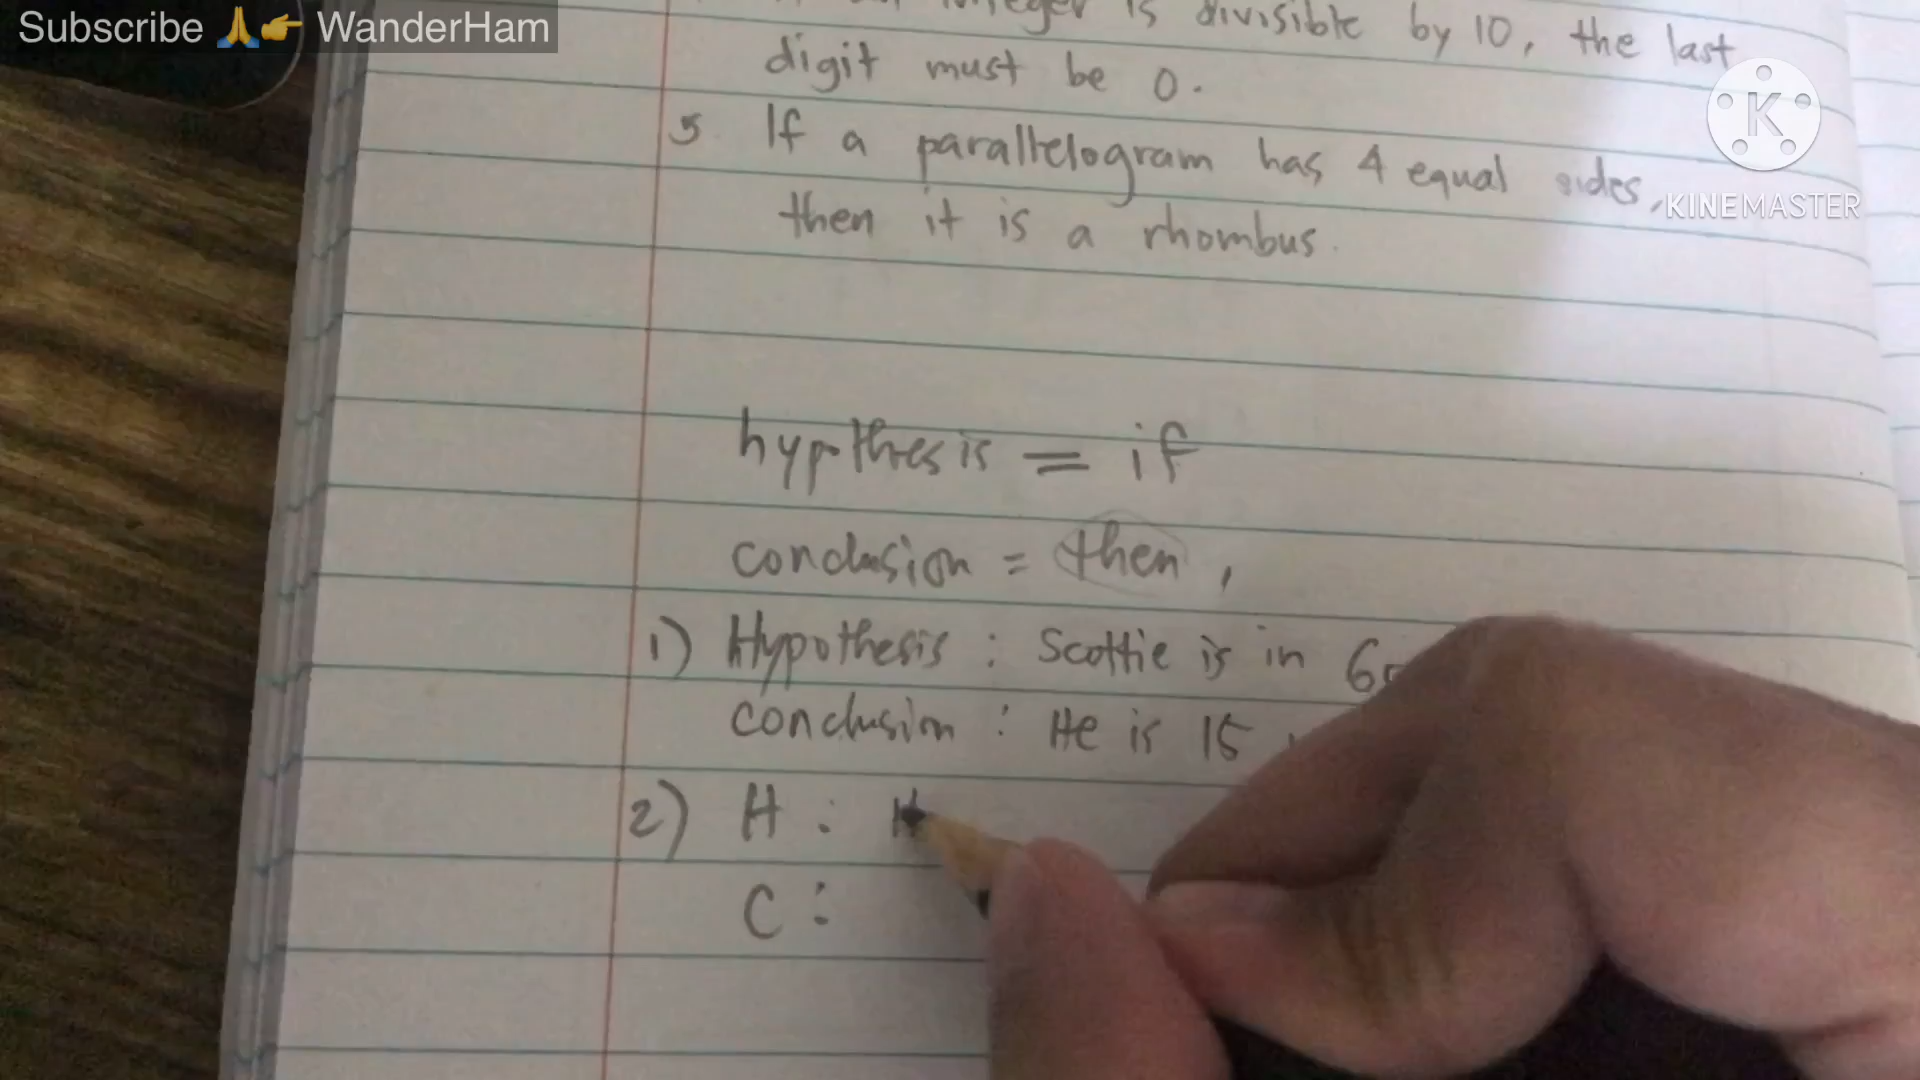 Subscribe 🙏👉 WanderHam
integer is divisible by 10, the last
digit must be 0.
K
5 If a parallelogram has 4 equal sides,
KINEMASTER
then it is a rhombus.
hypothesis = if
conclusion = then,
1) Hypothesis : Scottie is in
conclusion : He is 15
2) H : H
C :